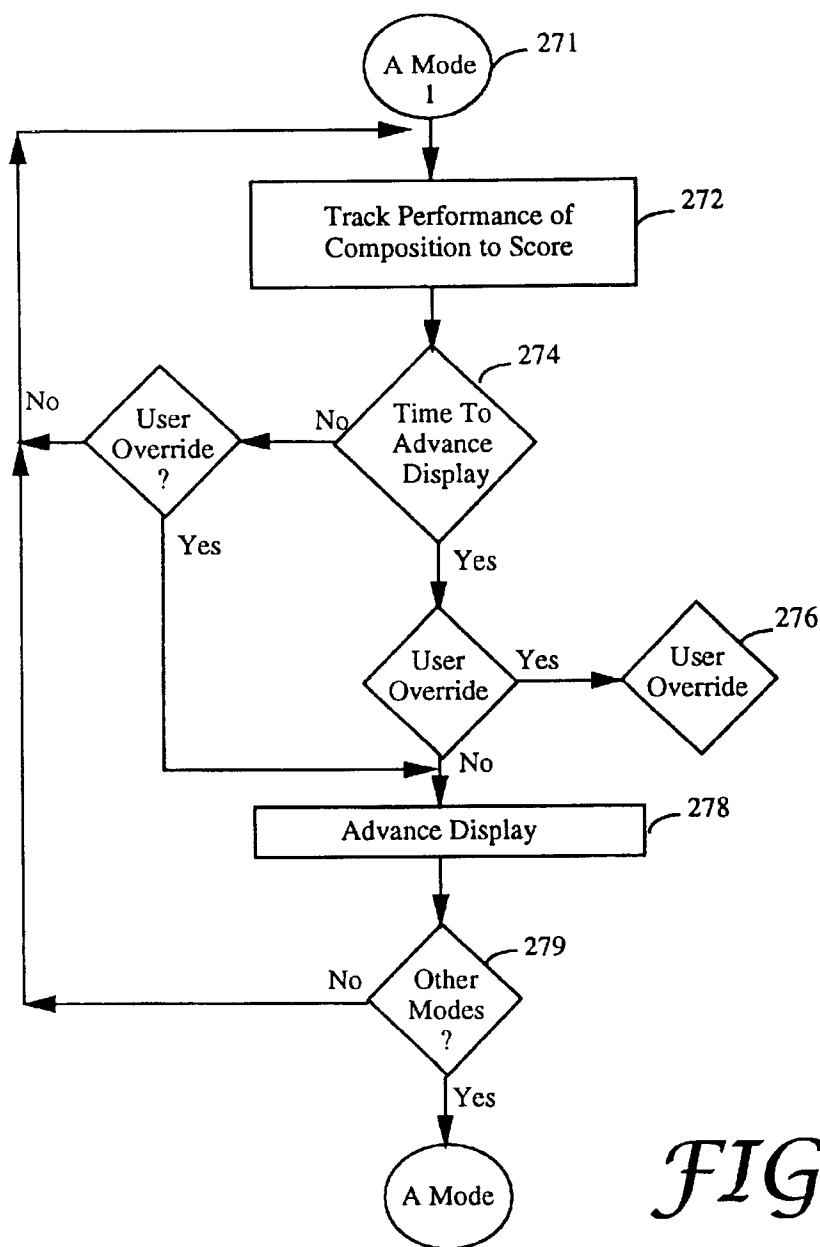 A Mode
1
271
Track Performance of
Composition to Score
272
274
Time To
Advance
Display
No
User
Override
?
No
Yes
Yes
User
Override
Yes
User
Override
276
No
Advance Display
278
279
Other
Modes
?
No
Yes
A Mode
FIG